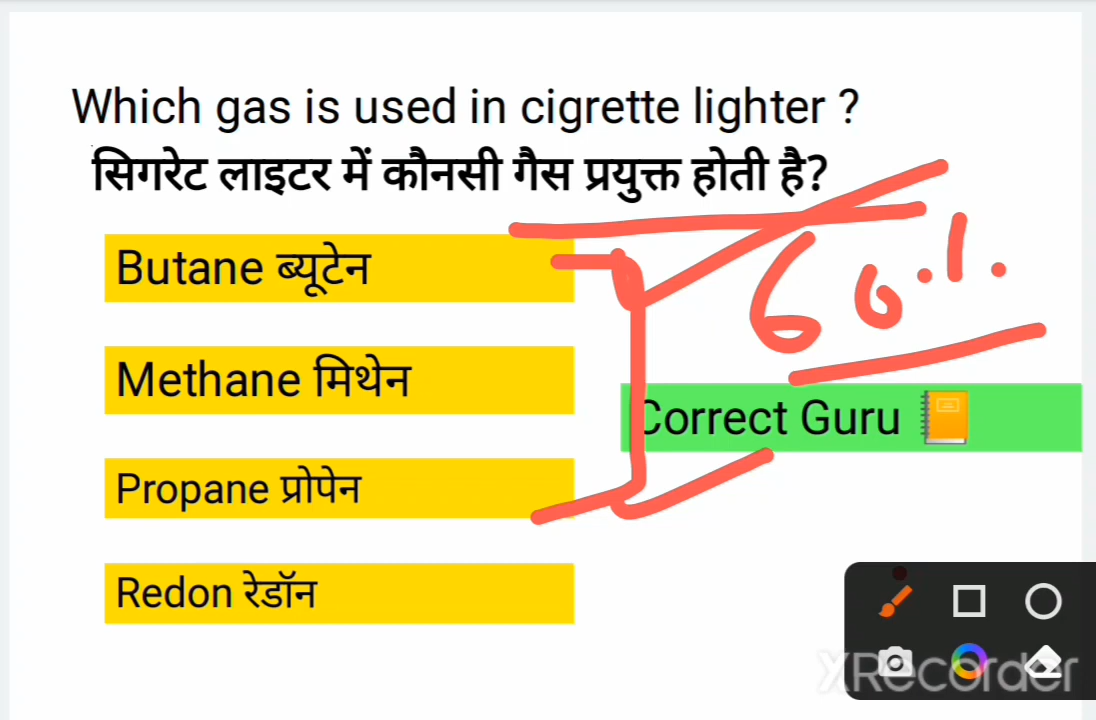 Which gas is used in cigrette lighter ?
सिगरेट लाइटर में कौनसी गैस प्रयुक्त होती है?
Butane ब्यूटेन
60%
Methane मिथेन
Correct Guru
Propane प्रोपेन
Redon रेडॉन
XRecorder